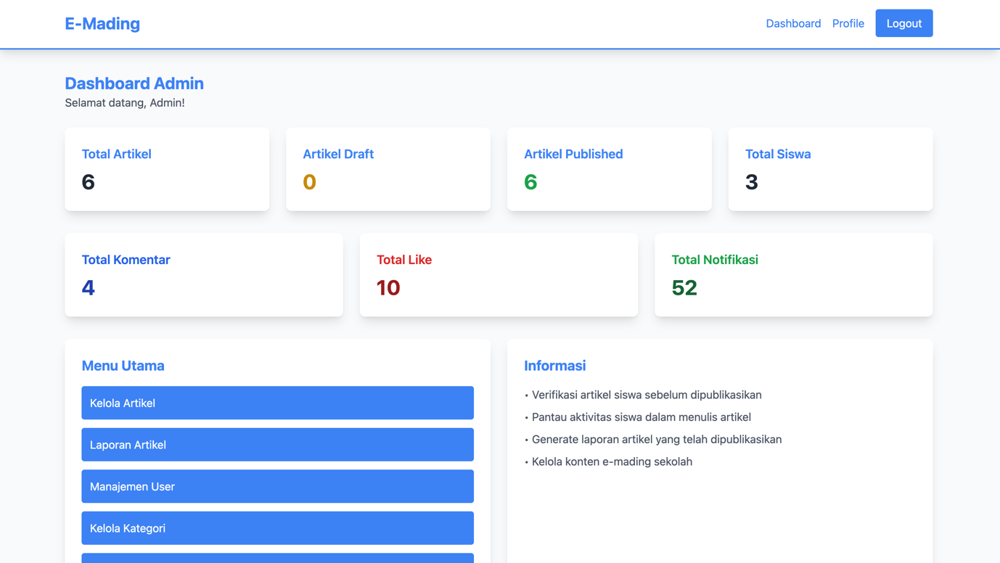 E-Mading
Dashboard Profile Logout
Dashboard Admin
Selamat datang, Admin!
Total Artikel
6
Artikel Draft
0
Artikel Published
6
Total Siswa
3
Total Komentar
4
Total Like
10
Total Notifikasi
52
Menu Utama
Kelola Artikel
Laporan Artikel
Manajemen User
Kelola Kategori
Informasi
• Verifikasi artikel siswa sebelum dipublikasikan
• Pantau aktivitas siswa dalam menulis artikel
• Generate laporan artikel yang telah dipublikasikan
• Kelola konten e-mading sekolah